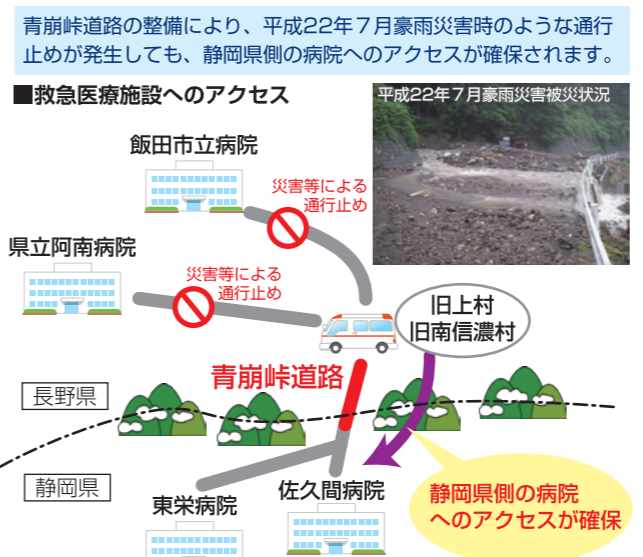 青崩峠道路の整備により、平成22年７月豪雨災害時のような通行
止めが発生しても、静岡県側の病院へのアクセスが確保されます。
■救急医療施設へのアクセス
平成22年７月豪雨災害被災状況
飯田市立病院
災害等による
通行止め
県立阿南病院
災害等による
通行止め
旧上村
旧南信濃村
青崩峠道路
長野県
静岡県
東栄病院
佐久間病院
静岡県側の病院
へのアクセスが確保